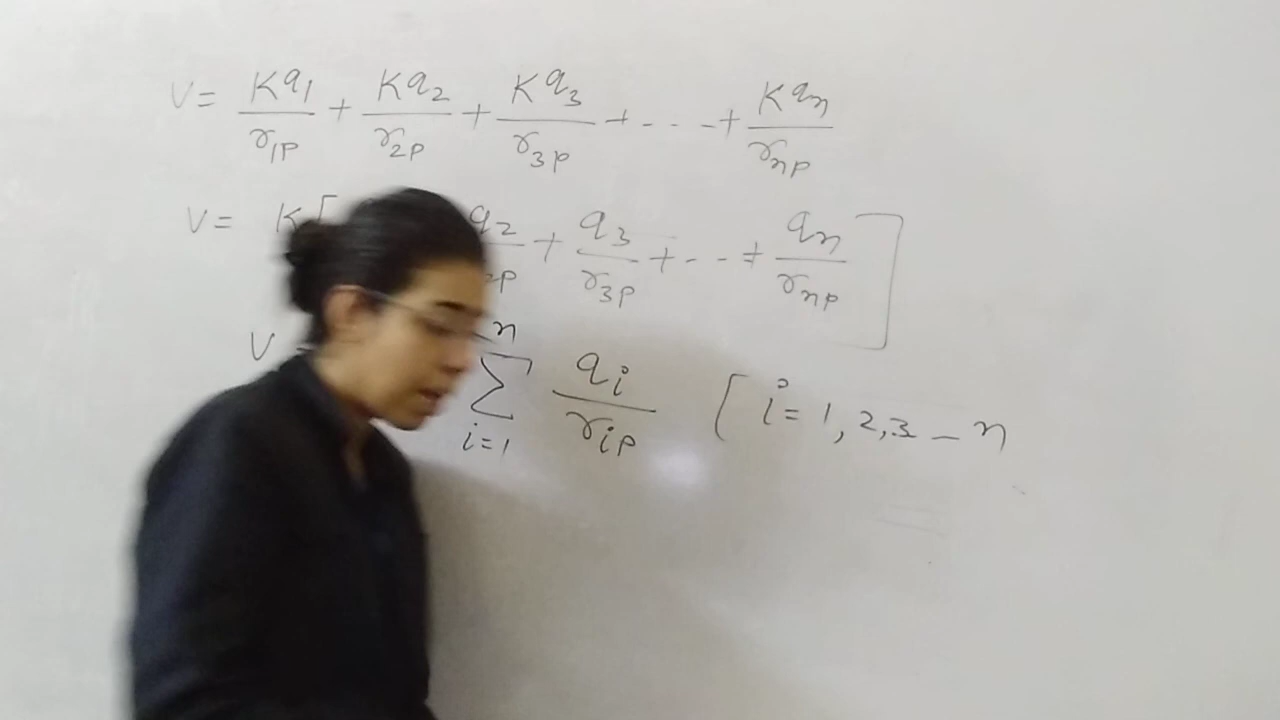 V= Kq1/r1P + Kq2/r2P + Kq3/r3P + - - - + Kqn/rnP
V= K[ q2/ P + q3/r3P + - - + qn/rnP ]
V n∑i=1 qi/riP [ i= 1, 2, 3 – n